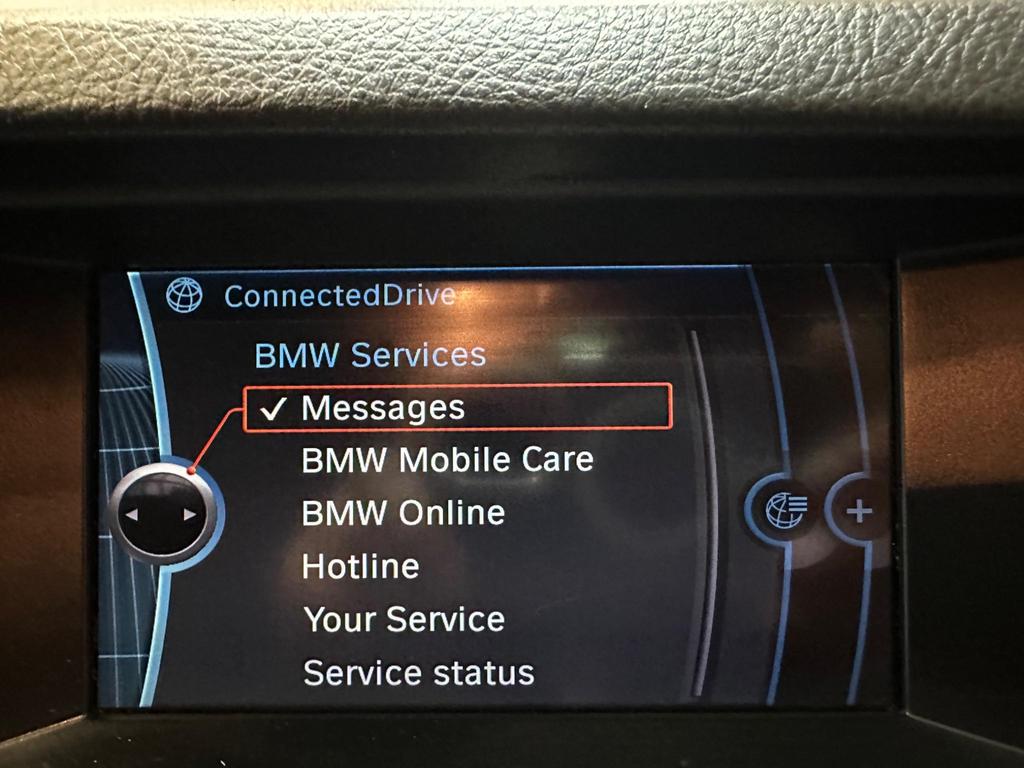 ConnectedDrive
BMW Services
Messages
BMW Mobile Care
BMW Online
Hotline
Your Service
Service status